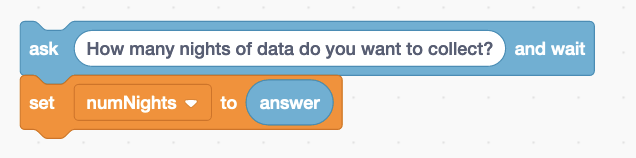 ask How many nights of data do you want to collect? and wait
set numNights to answer